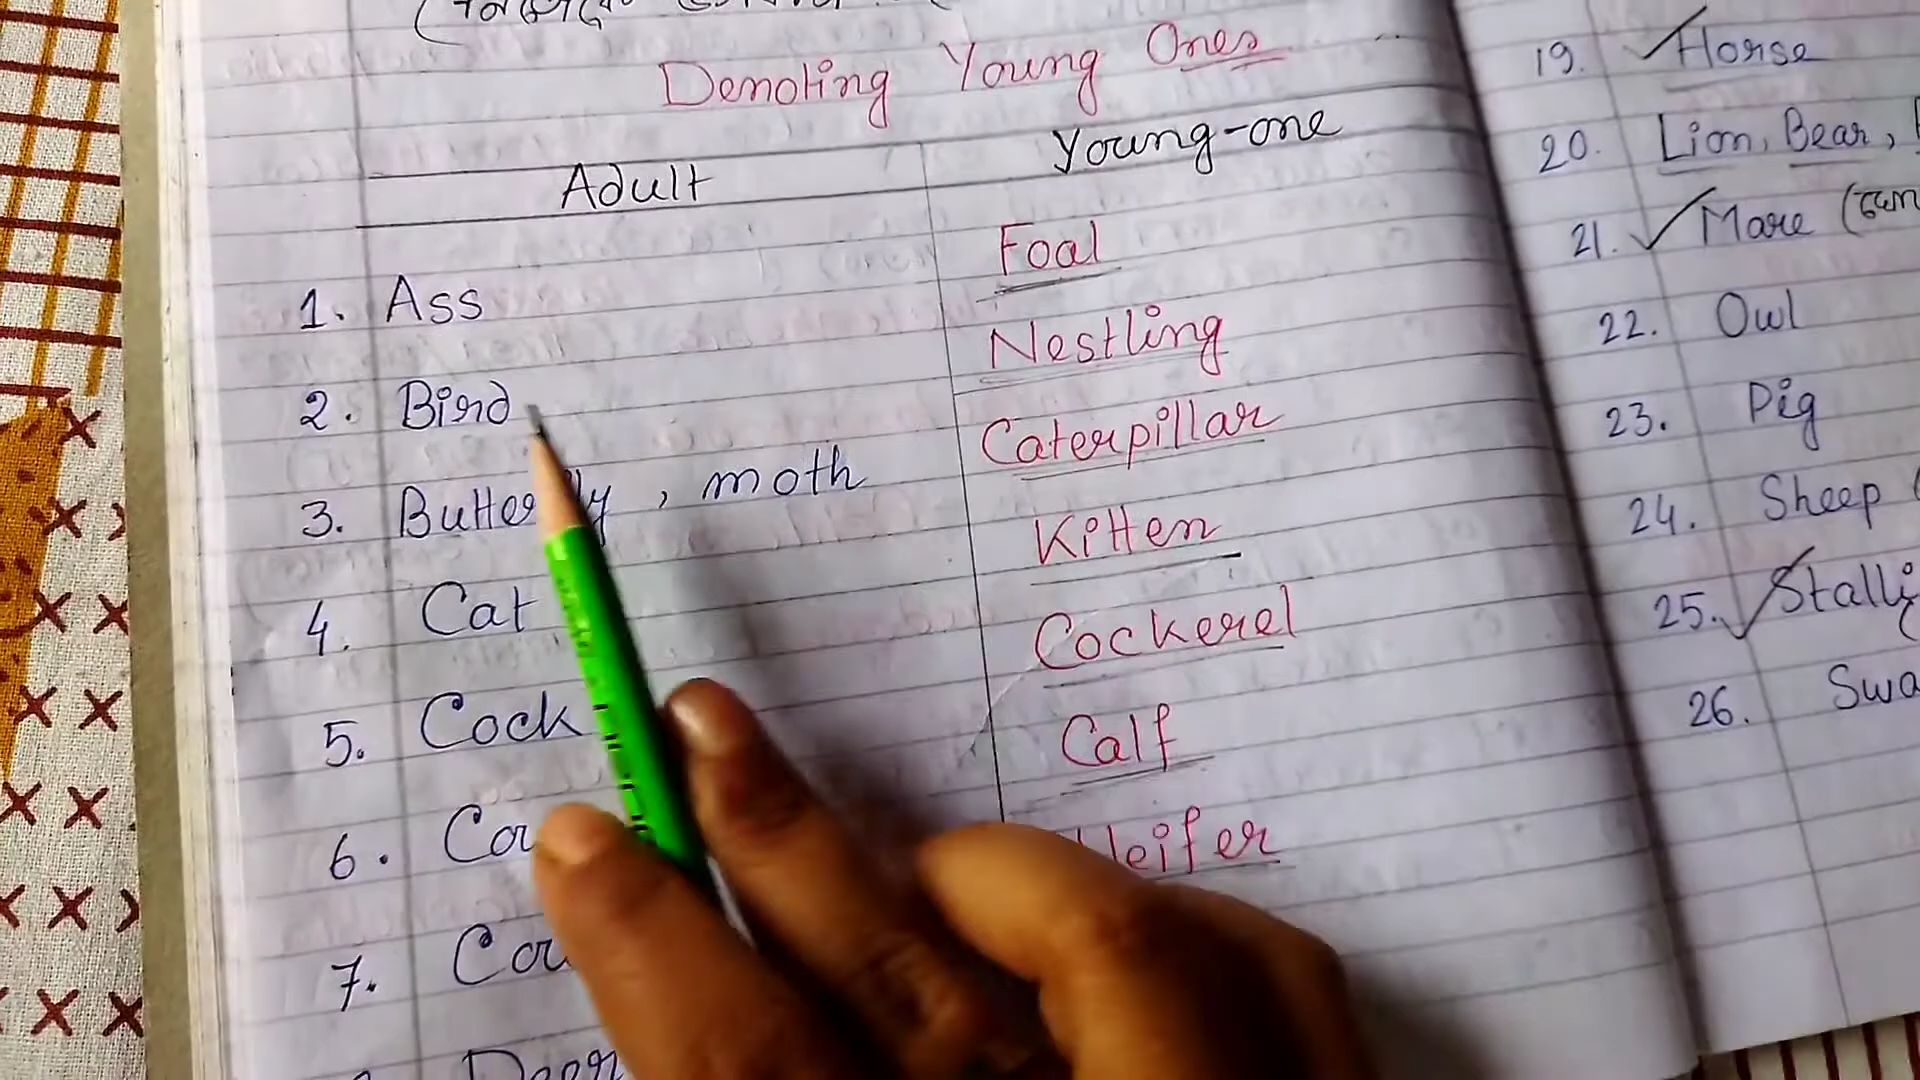 Denoting Young Ones
Adult Young-one
1. Ass Foal
2. Bird Nestling
3. Butterfly, moth Caterpillar
4. Cat Kitten
5. Cock Cockerel
6. Calf
7. Heifer
19. Horse
20. Lion, Bear,
21. Mare
22. Owl
23. Pig
24. Sheep
25.
26.